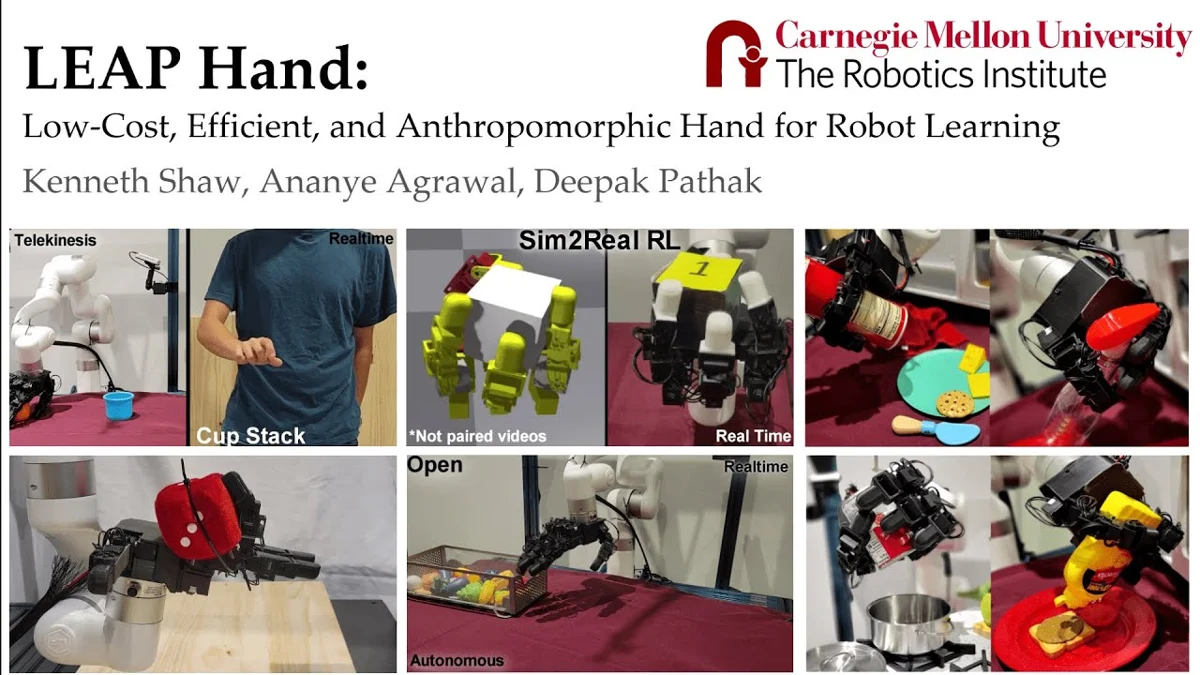 LEAP Hand:
Carnegie Mellon University
The Robotics Institute
Low-Cost, Efficient, and Anthropomorphic Hand for Robot Learning
Kenneth Shaw, Ananye Agrawal, Deepak Pathak
Telekinesis
Realtime
Cup Stack
Sim2Real RL
1
*Not paired videos
Real Time
Open
Realtime
Autonomous